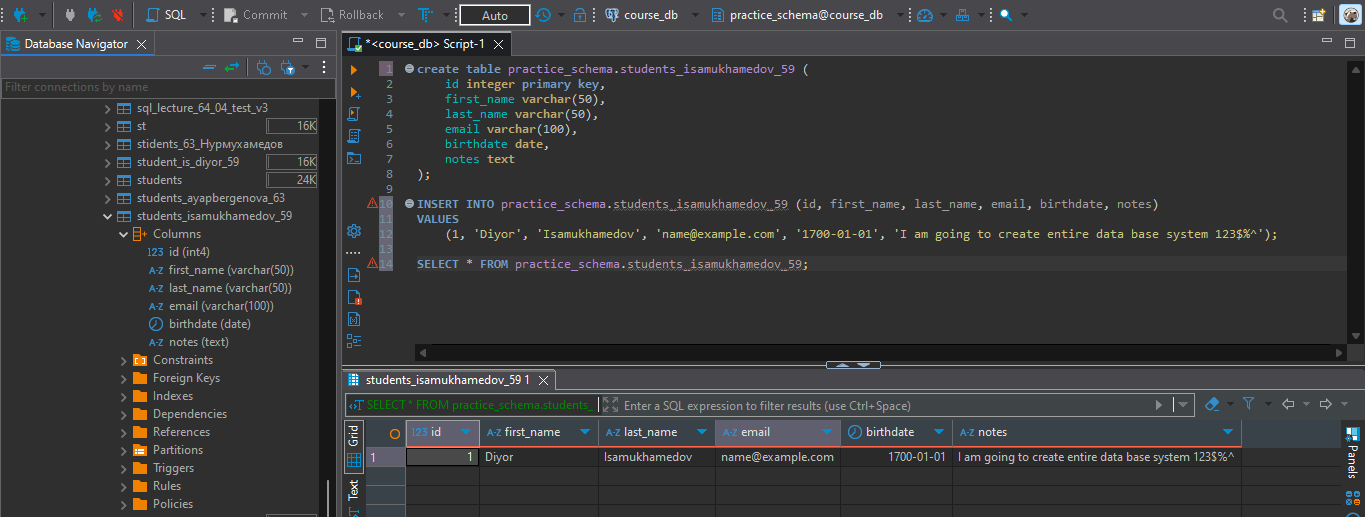 SQL Commit Rollback Auto course_db practice_schema@course_db
Database Navigator
Filter connections by name
sql_lecture_64_04_test_v3
st 16K
stidents_63_Нурмухамедов
student_is_diyor_59 16K
students 24K
students_ayapbergenova_63
students_isamukhamedov_59
Columns
123 id (int4)
A-Z first_name (varchar(50))
A-Z last_name (varchar(50))
A-Z email (varchar(100))
birthdate (date)
A-Z notes (text)
Constraints
Foreign Keys
Indexes
Dependencies
References
Partitions
Triggers
Rules
Policies
*<course_db> Script-1
1 create table practice_schema.students_isamukhamedov_59 (
2 id integer primary key,
3 first_name varchar(50),
4 last_name varchar(50),
5 email varchar(100),
6 birthdate date,
7 notes text
8 );
9
10 INSERT INTO practice_schema.students_isamukhamedov_59 (id, first_name, last_name, email, birthdate, notes)
11 VALUES
12 (1, 'Diyor', 'Isamukhamedov', 'name@example.com', '1700-01-01', 'I am going to create entire data base system 123$%^');
13
14 SELECT * FROM practice_schema.students_isamukhamedov_59;
students_isamukhamedov_59 1
SELECT * FROM practice_schema.students_ Enter a SQL expression to filter results (use Ctrl+Space)
Grid
Text
123 id A-Z first_name A-Z last_name A-Z email birthdate A-Z notes
1 1 Diyor Isamukhamedov name@example.com 1700-01-01 I am going to create entire data base system 123$%^
Panels